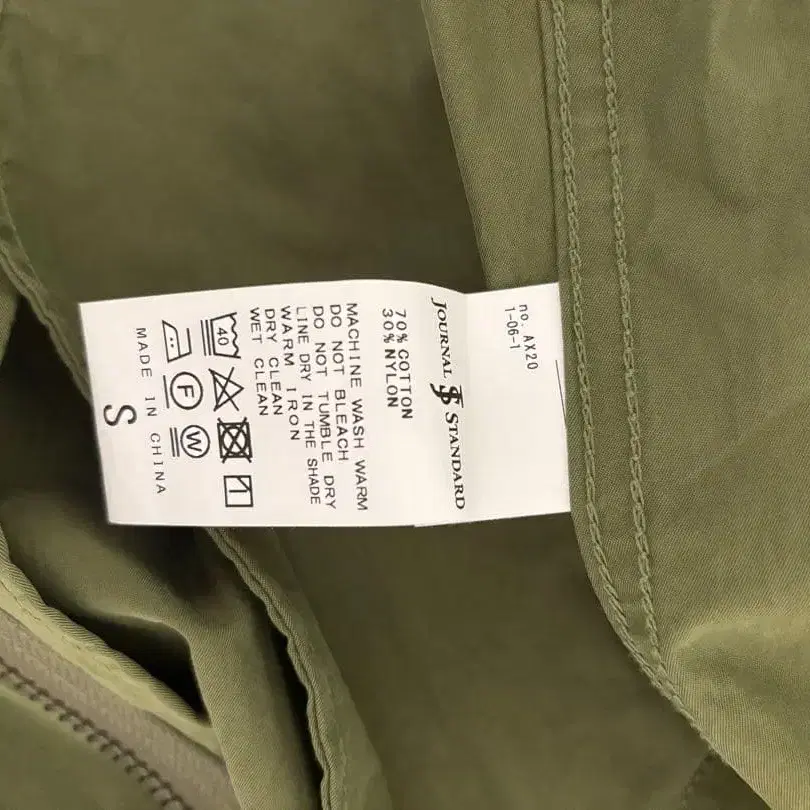 no. AX20
1-06-1
JOURNAL JS STANDARD
70% COTTON
30% NYLON
MACHINE WASH WARM
DO NOT BLEACH
DO NOT TUMBLE DRY
LINE DRY IN THE SHADE
WARM IRON
DRY CLEAN
WET CLEAN
40
F W
MADE IN CHINA
S